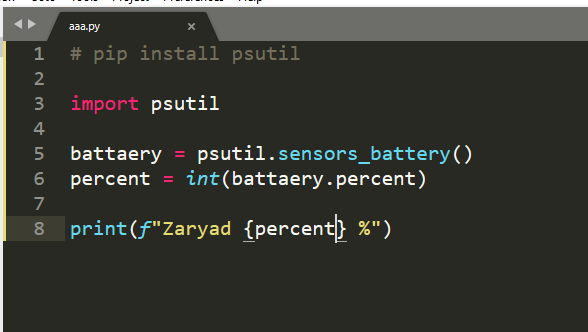 aaa.py ×
1 # pip install psutil
2
3 import psutil
4
5 battaery = psutil.sensors_battery()
6 percent = int(battaery.percent)
7
8 print(f"Zaryad {percent} %")